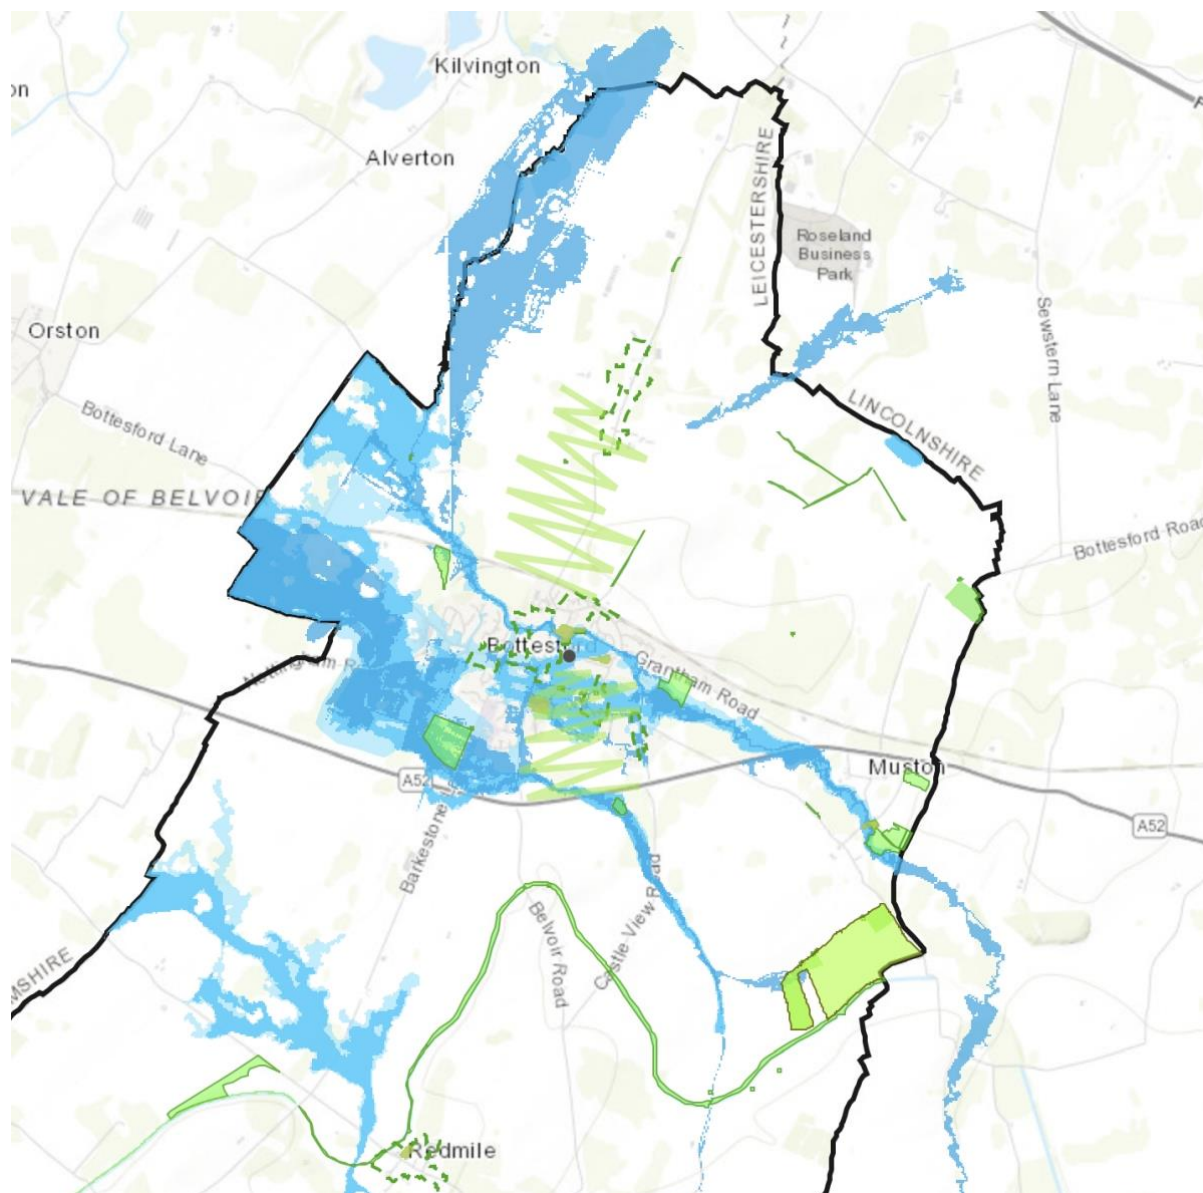 Kilvington
Alverton
LEICESTERSHIRE
Roseland
Business
Park
Orston
Sewstern Lane
Bottesford Lane
LINCOLNSHIRE
VALE OF BELVOIR
Bottesford Road
Bottesford
Grantham Road
Muston
A52
A52
Barkestone
Belvoir Road
Castle View Road
MSHIRE
Redmile